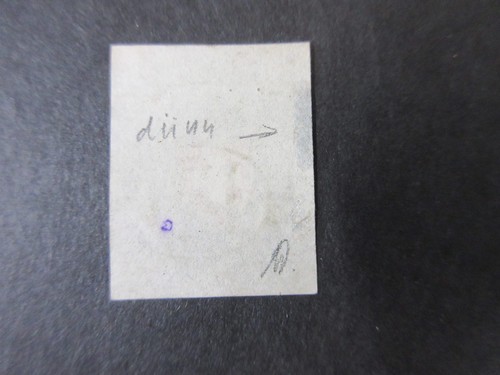 dünn →